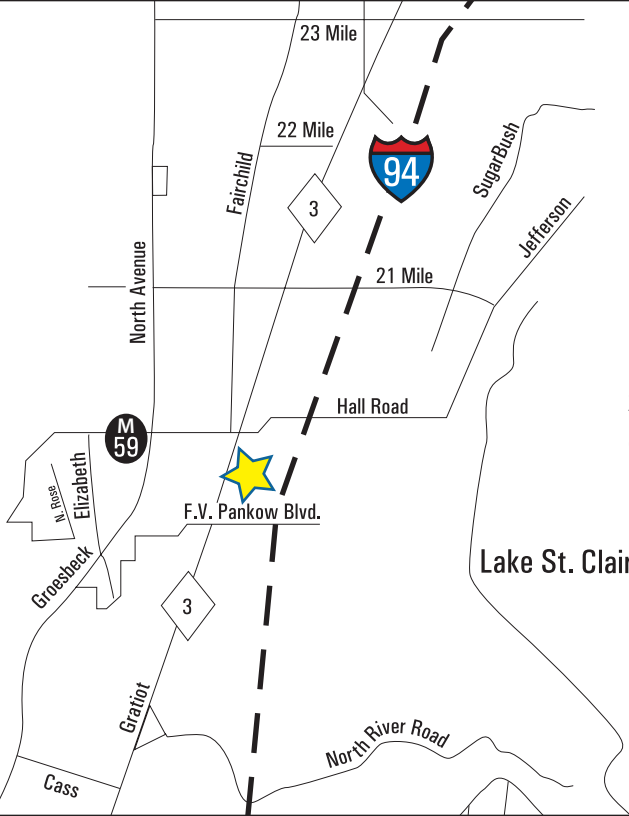 23 Mile
22 Mile
Fairchild
94
SugarBush
3
Jefferson
North Avenue
21 Mile
Hall Road
M
59
N. Rose
Elizabeth
F.V. Pankow Blvd.
Groesbeck
Lake St. Clair
3
Gratiot
North River Road
Cass